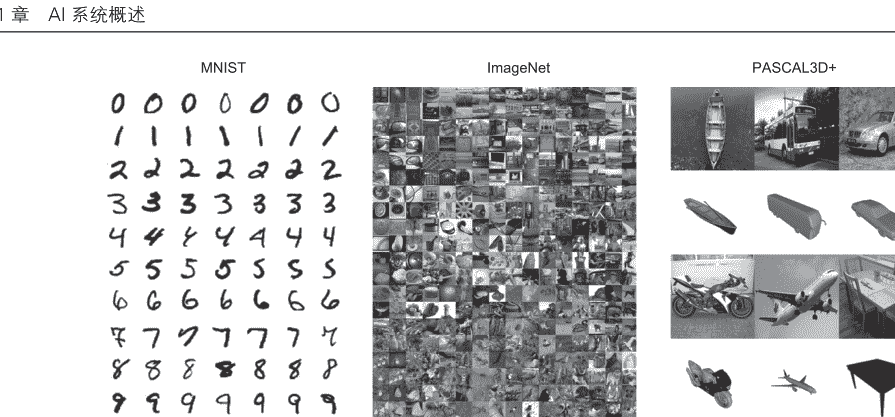 1 章 AI 系统概述
MNIST ImageNet PASCAL3D+
0 0 0 0 0 0 0
1 1 1 1 1 1 1
2 2 2 2 2 2 2
3 3 3 3 3 3 3
4 4 4 4 4 4 4
5 5 5 5 5 5 5
6 6 6 6 6 6 6
7 7 7 7 7 7 7
8 8 8 8 8 8 8
9 9 9 9 9 9 9